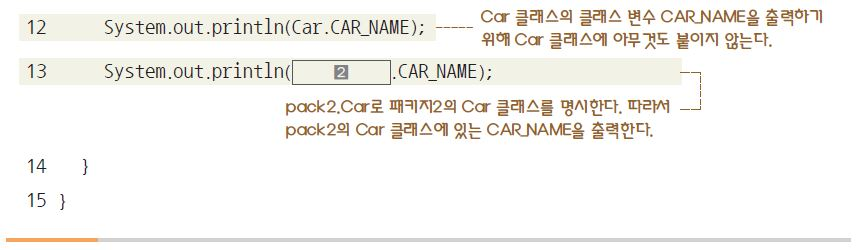 12 System.out.println(Car.CAR_NAME); Car 클래스의 클래스 변수 CAR_NAME을 출력하기
위해 Car 클래스에 아무것도 붙이지 않는다.
13 System.out.println( 2 .CAR_NAME);
pack2.Car로 패키지2의 Car 클래스를 명시한다. 따라서
pack2의 Car 클래스에 있는 CAR_NAME을 출력한다.
14 }
15 }